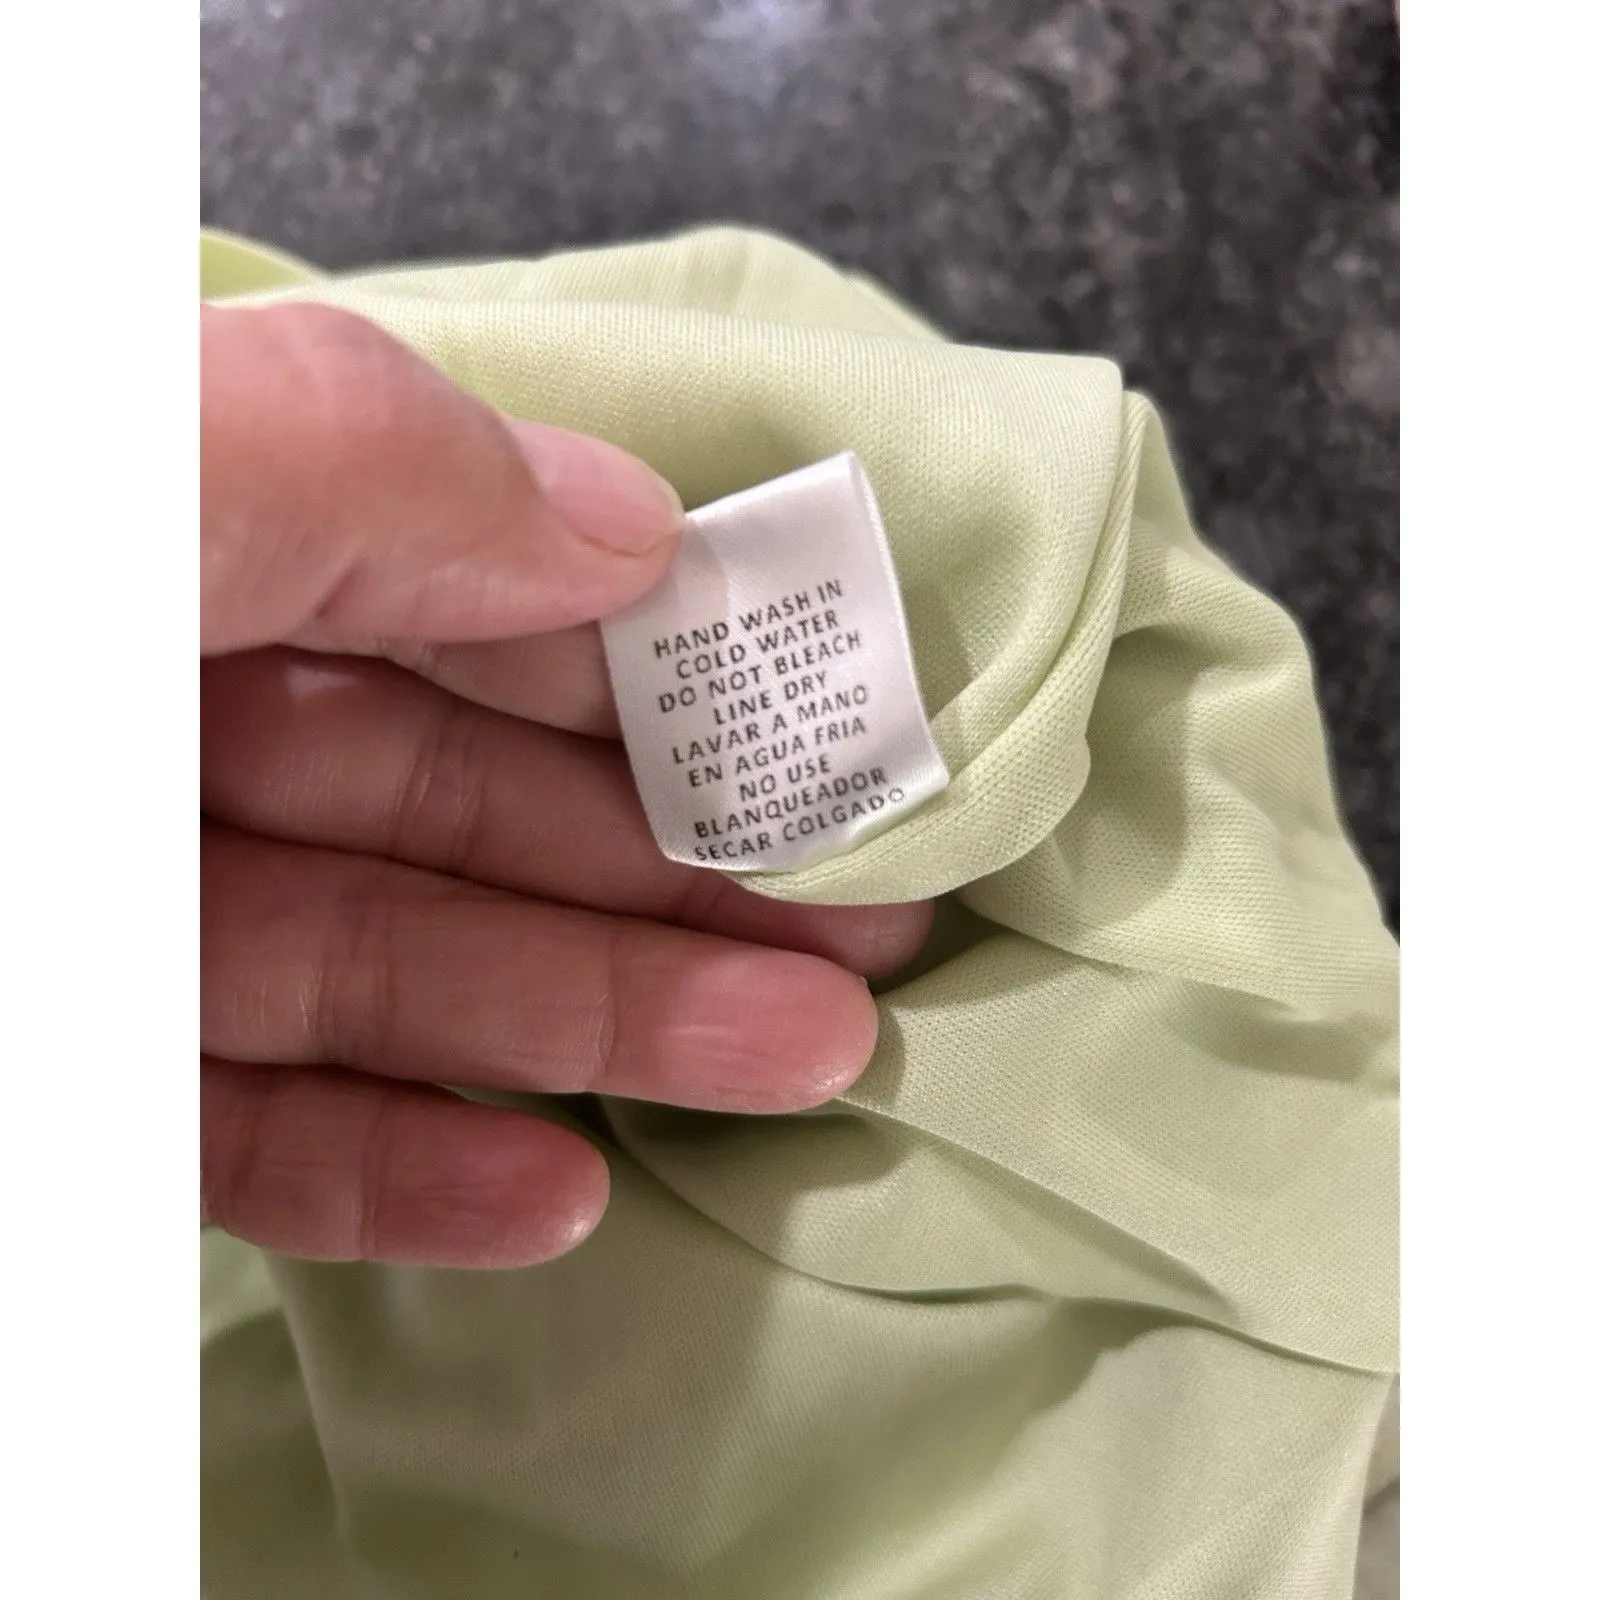 HAND WASH IN
COLD WATER
DO NOT BLEACH
LINE DRY
LAVAR A MANO
EN AGUA FRIA
NO USE
BLANQUEADOR
SECAR COLGADO